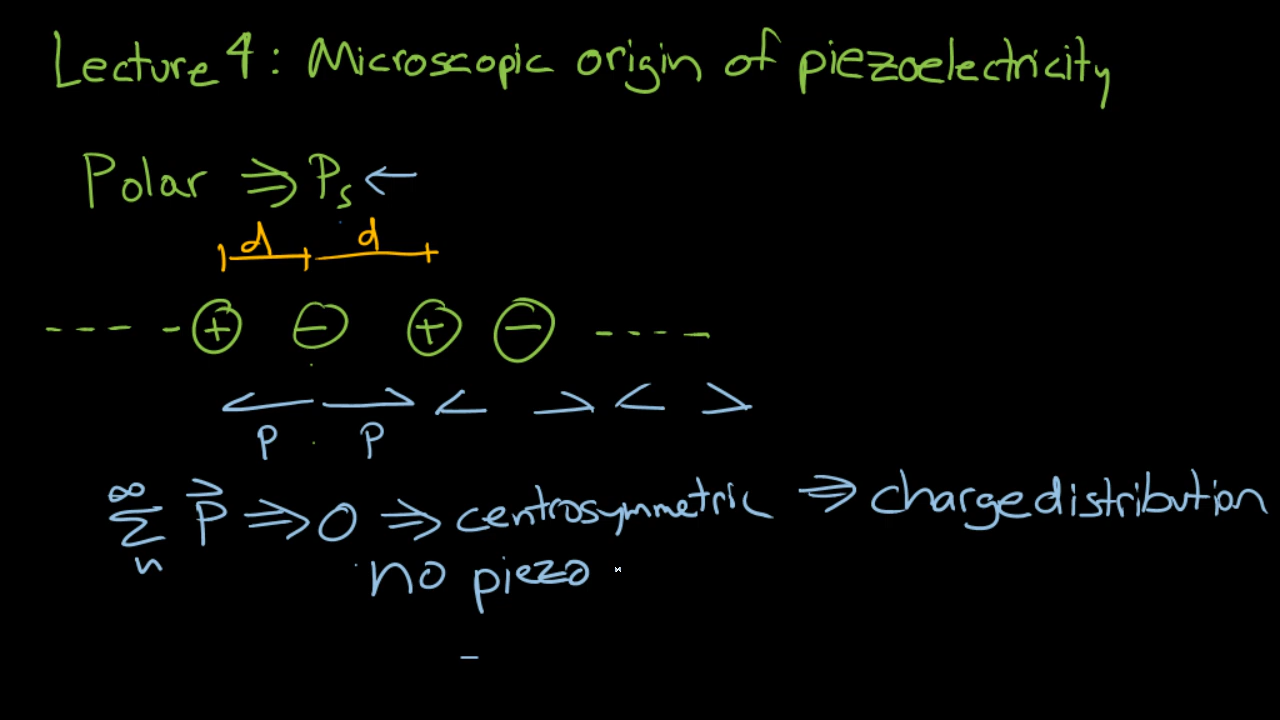 Lecture 4: Microscopic origin of piezoelectricity
Polar ⇒ Ps ←
d d
---- - ⊕ ⊖ ⊕ ⊖ ----
← → ← → < >
P P
∞
∑ P⃗ ⇒ 0 ⇒ centrosymmetric ⇒ charge distribution
n
no piezo
–